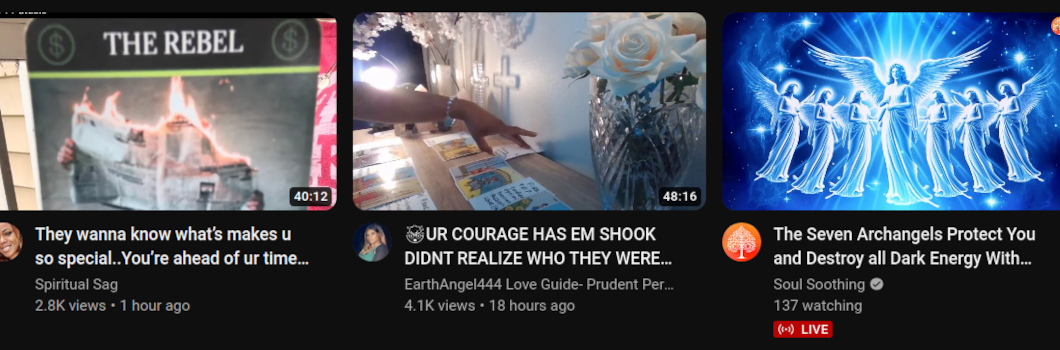 THE REBEL
40:12
They wanna know what's makes u
so special..You're ahead of ur time...
Spiritual Sag
2.8K views • 1 hour ago
48:16
UR COURAGE HAS EM SHOOK
DIDNT REALIZE WHO THEY WERE...
EarthAngel444 Love Guide- Prudent Per...
4.1K views • 18 hours ago
The Seven Archangels Protect You
and Destroy all Dark Energy With...
Soul Soothing
137 watching
LIVE